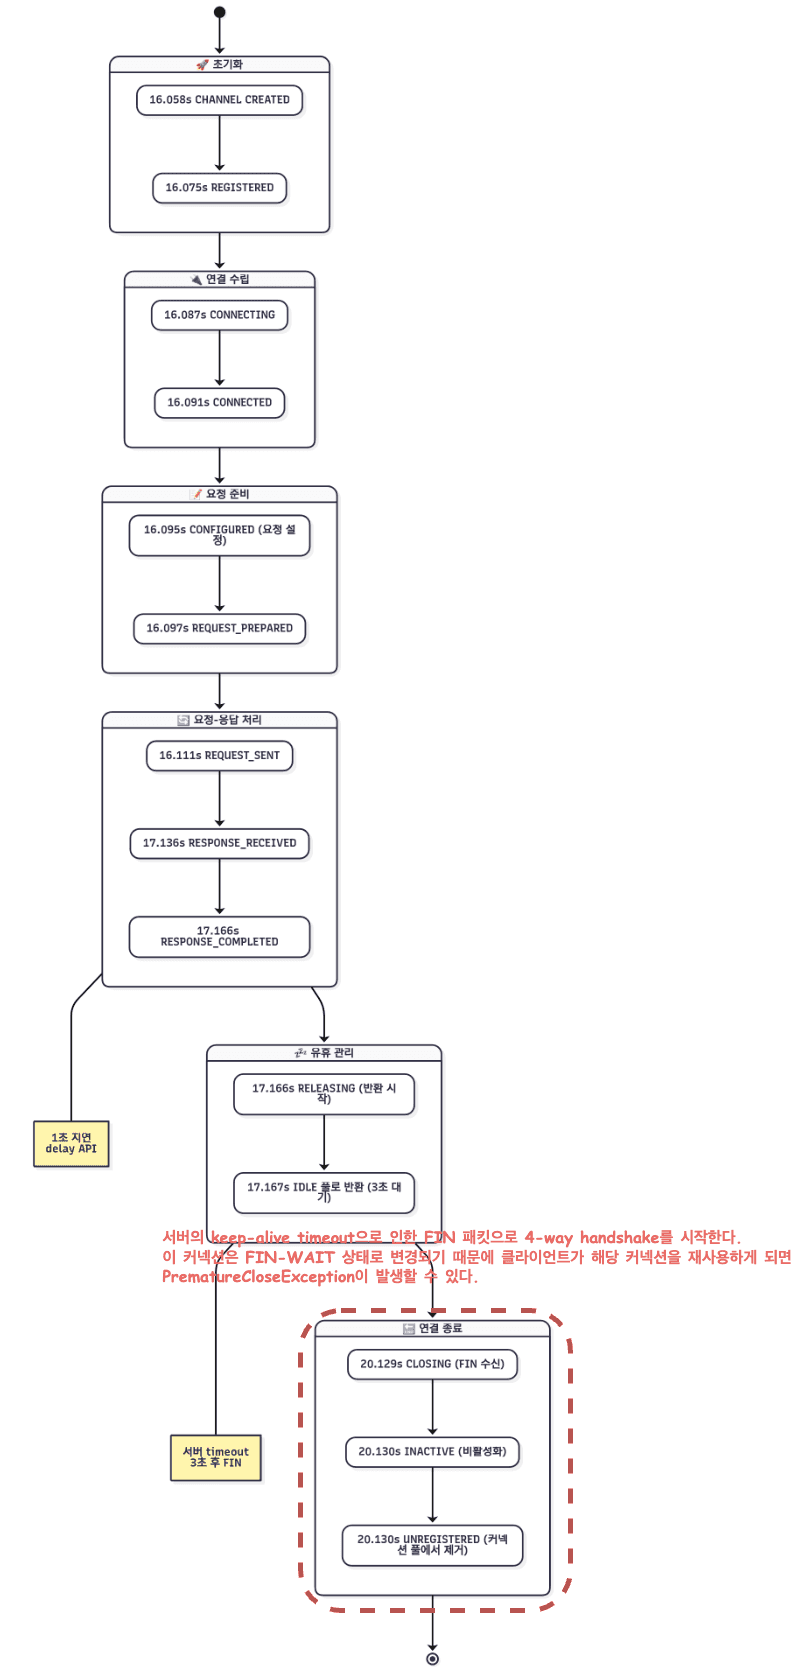 🚀 초기화
16.058s CHANNEL CREATED
16.075s REGISTERED
🔌 연결 수립
16.087s CONNECTING
16.091s CONNECTED
📝 요청 준비
16.095s CONFIGURED (요청 설
정)
16.097s REQUEST_PREPARED
🔄 요청-응답 처리
16.111s REQUEST_SENT
17.136s RESPONSE_RECEIVED
17.166s
RESPONSE_COMPLETED
💤 유휴 관리
17.166s RELEASING (반환 시
작)
1초 지연
delay API
17.167s IDLE 풀로 반환 (3초 대
기)
서버의 keep-alive timeout으로 인한 FIN 패킷으로 4-way handshake를 시작한다.
이 커넥션은 FIN-WAIT 상태로 변경되기 때문에 클라이언트가 해당 커넥션을 재사용하게 되면
PrematureCloseException이 발생할 수 있다.
🔚 연결 종료
20.129s CLOSING (FIN 수신)
서버 timeout
3초 후 FIN
20.130s INACTIVE (비활성화)
20.130s UNREGISTERED (커넥
션 풀에서 제거)